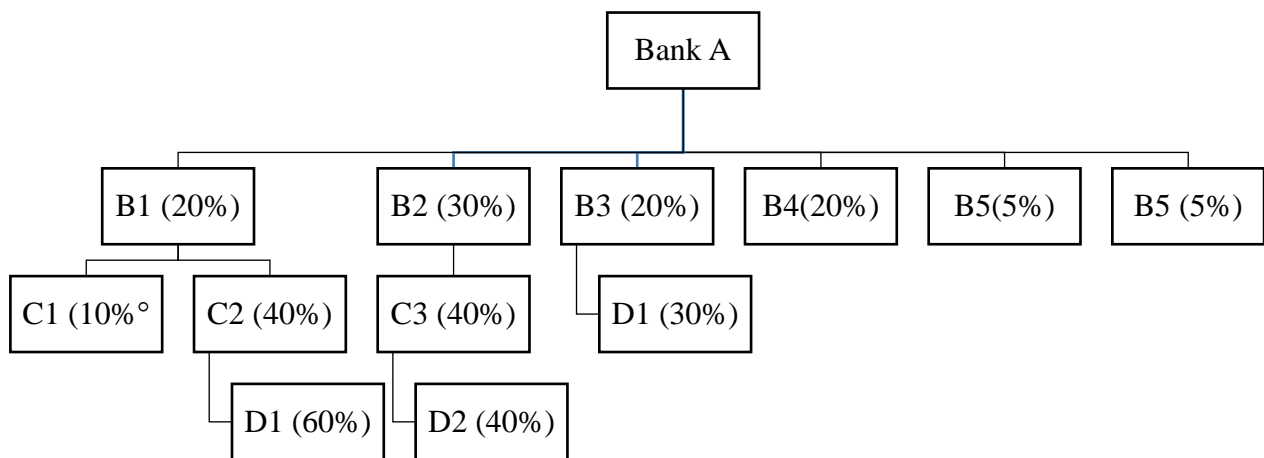 Bank A
B1 (20%)
B2 (30%)
B3 (20%)
B4(20%)
B5(5%)
B5 (5%)
C1 (10%°
C2 (40%)
C3 (40%)
D1 (30%)
D1 (60%)
D2 (40%)